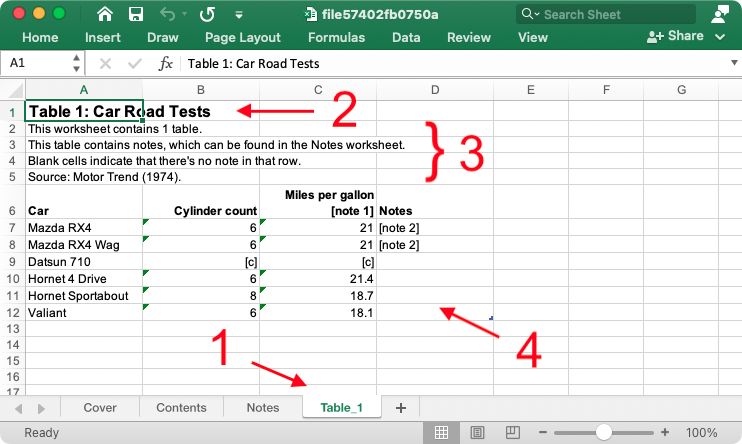 file57402fb0750a
Search Sheet
Home Insert Draw Page Layout Formulas Data Review View Share
A1 fx Table 1: Car Road Tests
A B C D E F G
1 Table 1: Car Road Tests 2
2 This worksheet contains 1 table.
3 This table contains notes, which can be found in the Notes worksheet. } 3
4 Blank cells indicate that there's no note in that row.
5 Source: Motor Trend (1974).
Miles per gallon
6 Car Cylinder count [note 1] Notes
7 Mazda RX4 6 21 [note 2]
8 Mazda RX4 Wag 6 21 [note 2]
9 Datsun 710 [c] [c]
10 Hornet 4 Drive 6 21.4
11 Hornet Sportabout 8 18.7
12 Valiant 6 18.1
13
14
1 4
15
16
17
Cover Contents Notes Table_1 +
Ready - + 100%